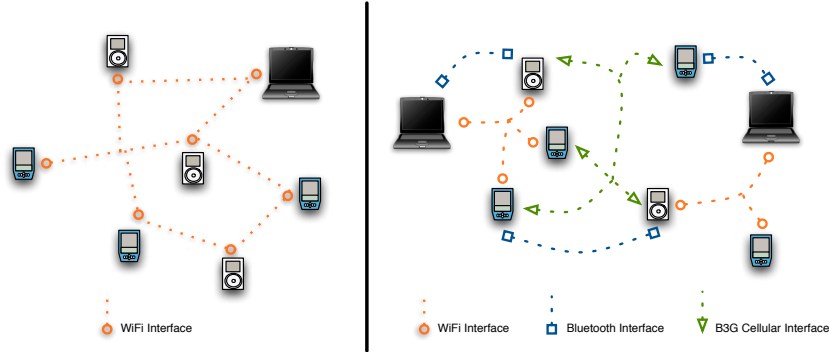 WiFi Interface
WiFi Interface
Bluetooth Interface
B3G Cellular Interface